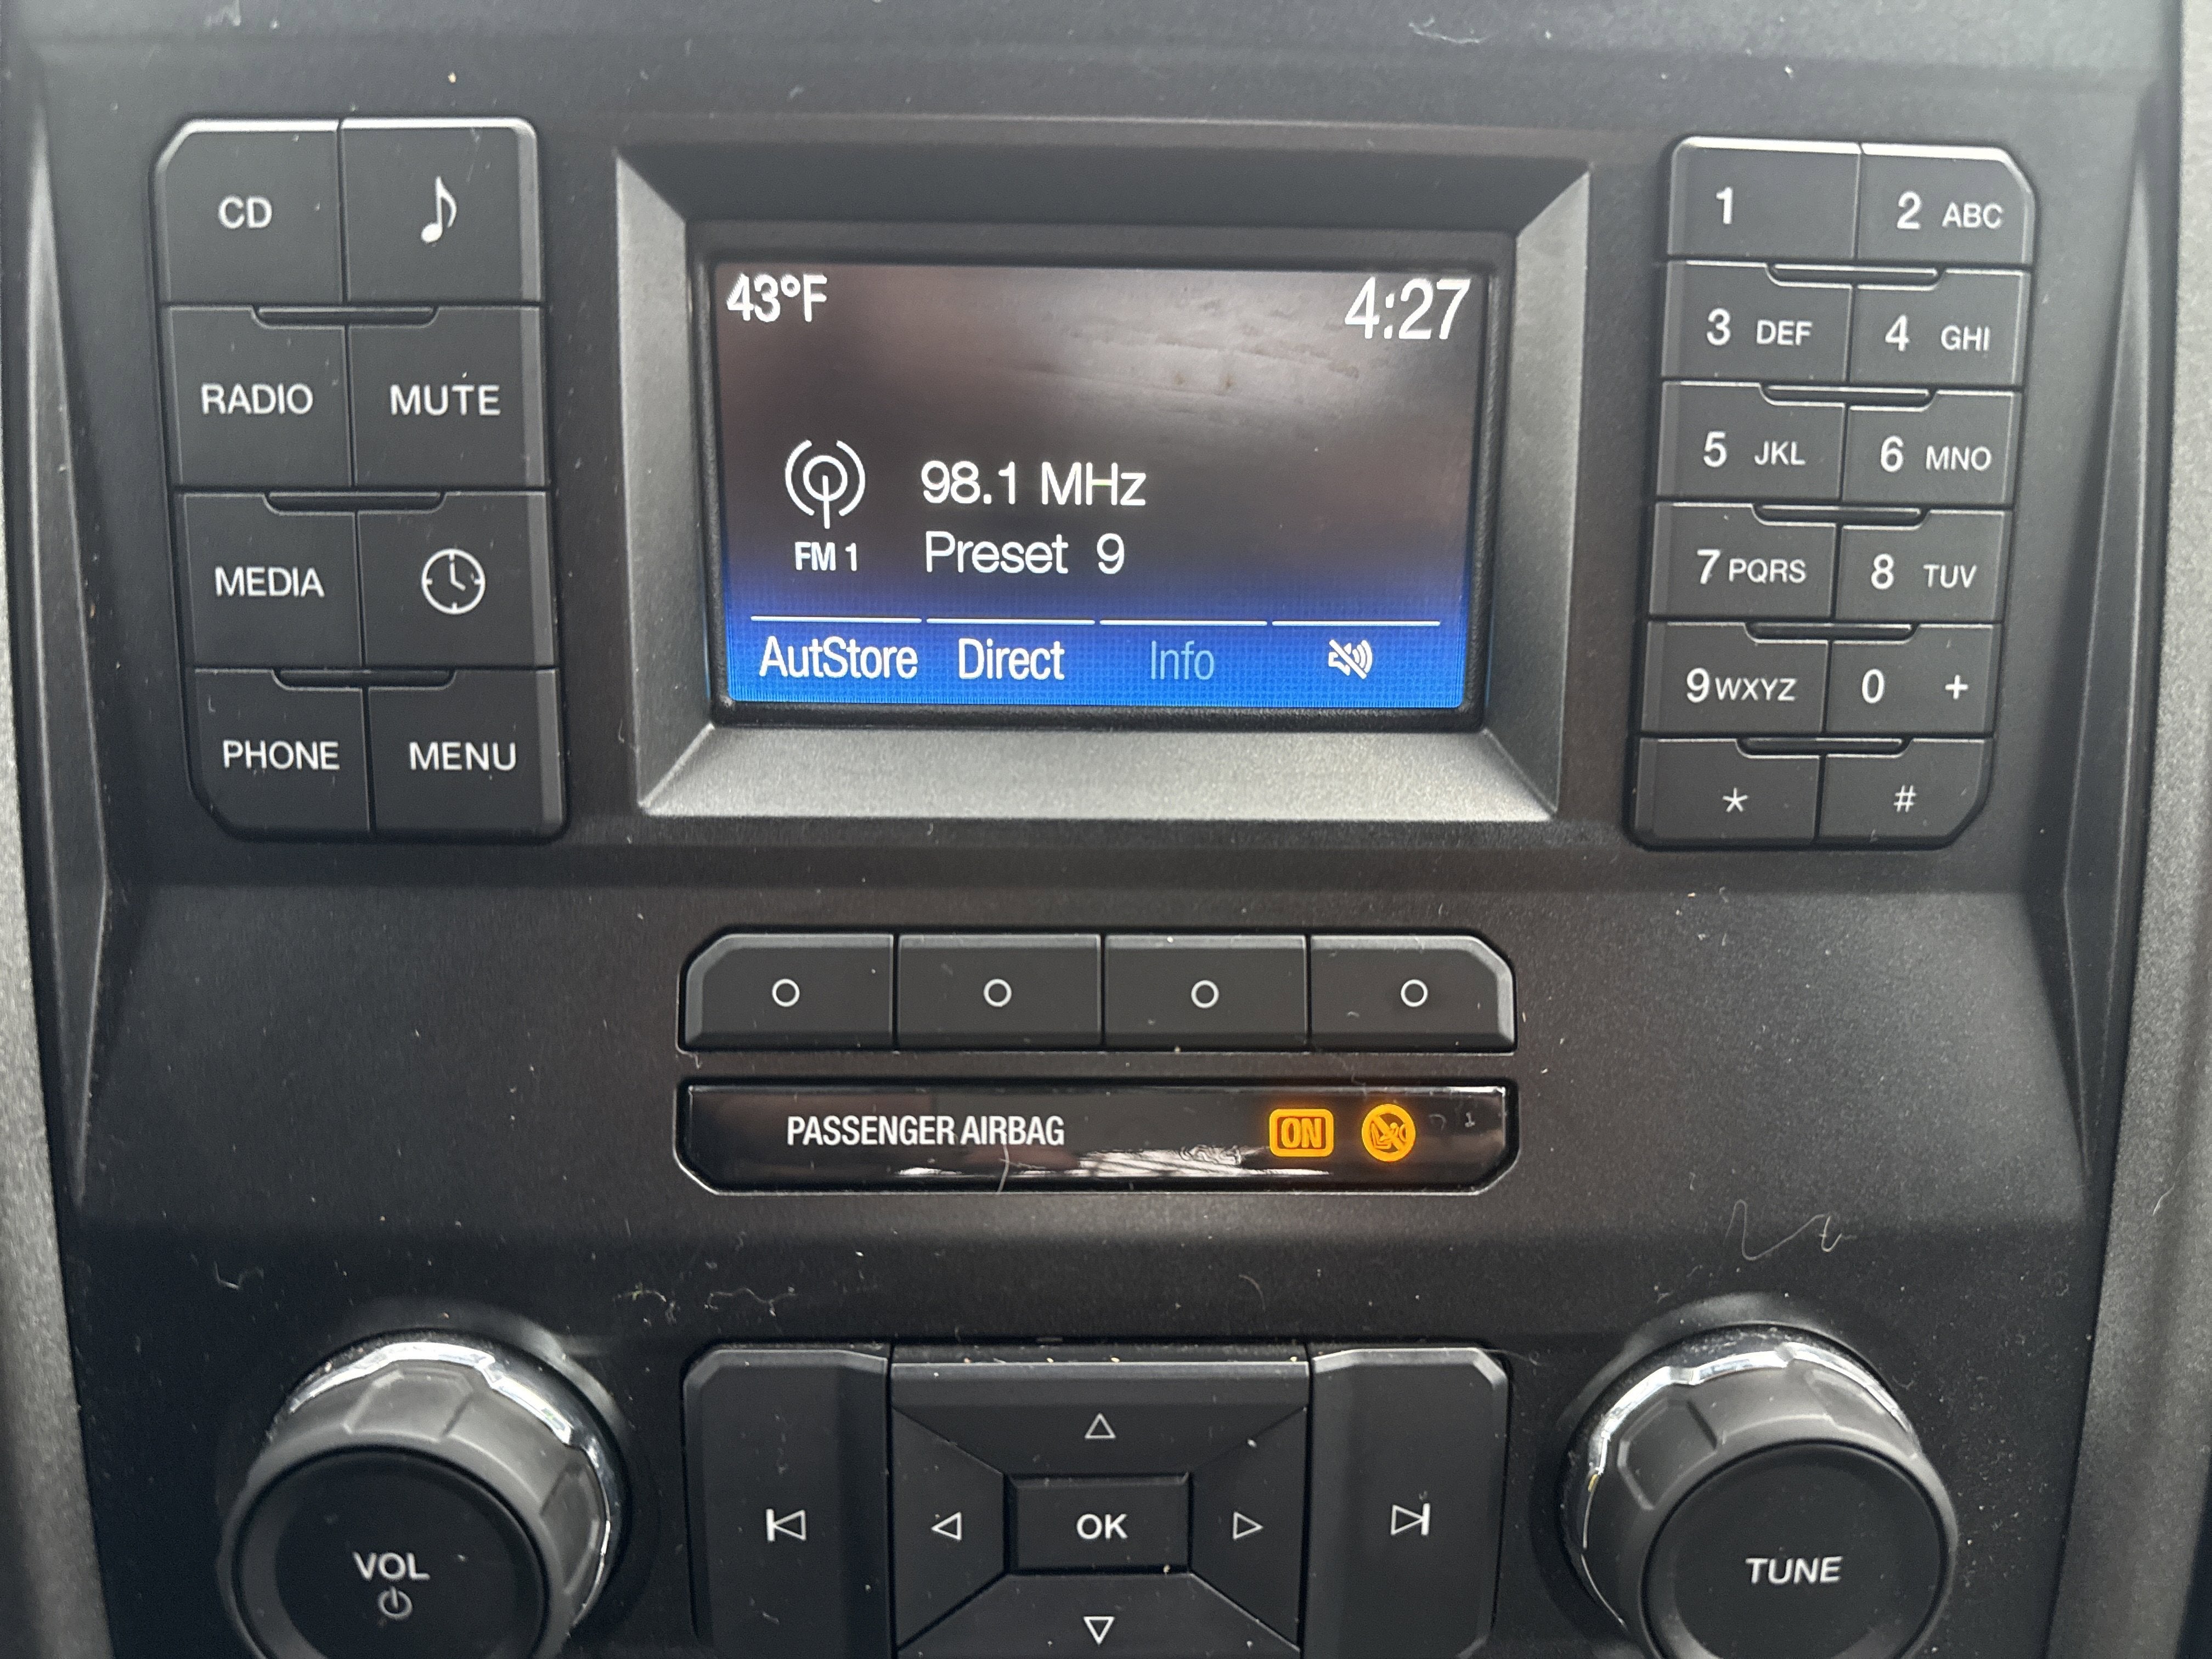 CD
RADIO MUTE
MEDIA
PHONE MENU
43°F 4:27
98.1 MHz
FM 1 Preset 9
AutStore Direct Info
1 2 ABC
3 DEF 4 GHI
5 JKL 6 MNO
7 PQRS 8 TUV
9 WXYZ 0 +
* #
PASSENGER AIRBAG ON
VOL
OK
TUNE